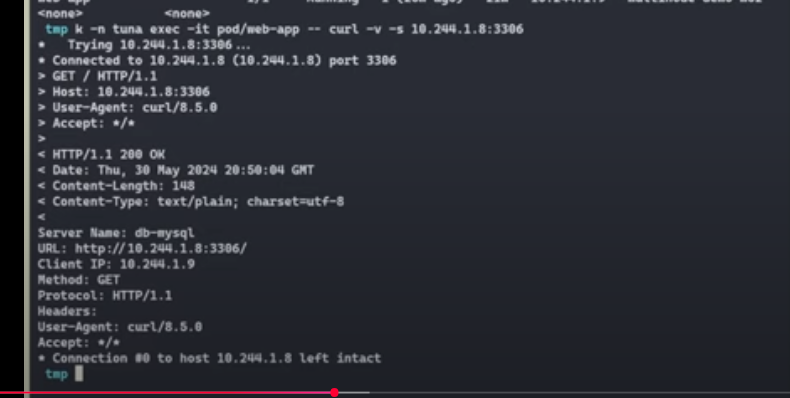 <none> <none>
tmp k -n tuna exec -it pod/web-app -- curl -v -s 10.244.1.8:3306
* Trying 10.244.1.8:3306...
* Connected to 10.244.1.8 (10.244.1.8) port 3306
> GET / HTTP/1.1
> Host: 10.244.1.8:3306
> User-Agent: curl/8.5.0
> Accept: */*
>
< HTTP/1.1 200 OK
< Date: Thu, 30 May 2024 20:50:04 GMT
< Content-Length: 148
< Content-Type: text/plain; charset=utf-8
<
Server Name: db-mysql
URL: http://10.244.1.8:3306/
Client IP: 10.244.1.9
Method: GET
Protocol: HTTP/1.1
Headers:
User-Agent: curl/8.5.0
Accept: */*
* Connection #0 to host 10.244.1.8 left intact
tmp